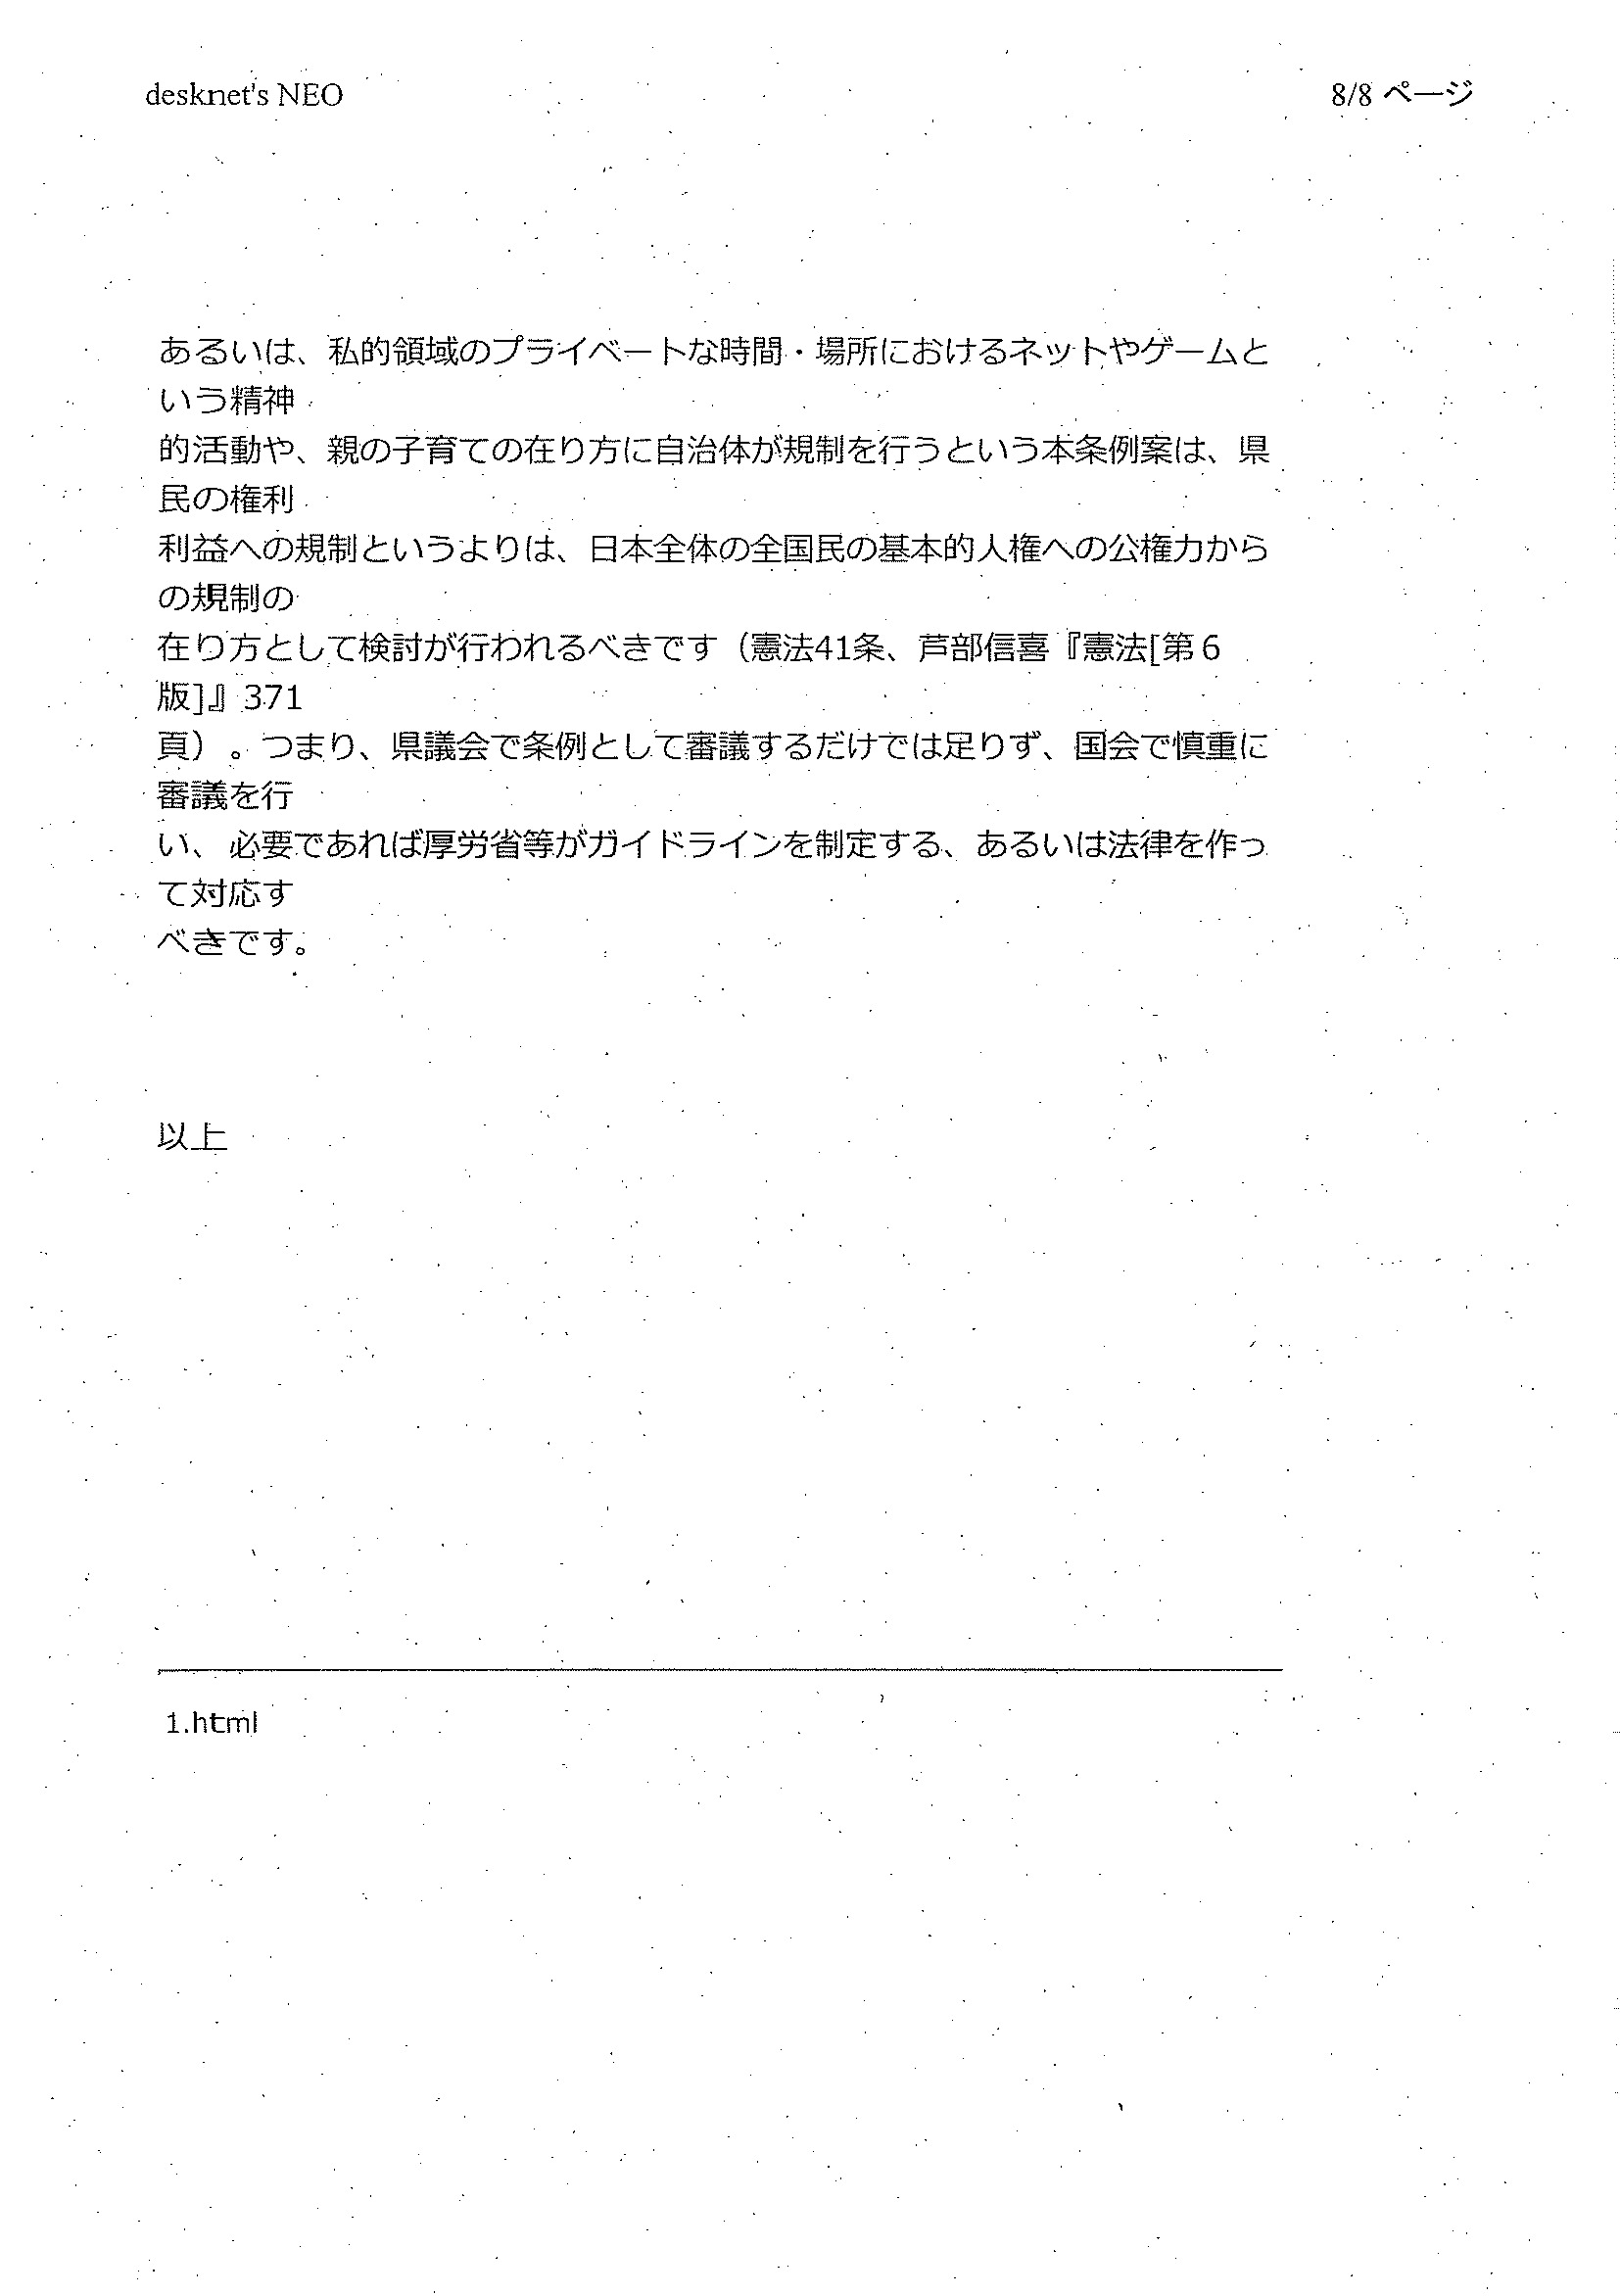 desknet's NEO
8/8 ページ
あるいは、私的領域のプライベートな時間・場所におけるネットやゲームと
いう精神
的活動や、親の子育ての在り方に自治体が規制を行うという本条例案は、県
民の権利
利益への規制というよりは、日本全体の全国民の基本的人権への公権力から
の規制の
在り方として検討が行われるべきです（憲法41条、芦部信喜『憲法[第６
版]』371
頁）。つまり、県議会で条例として審議するだけでは足りず、国会で慎重に
審議を行
い、必要であれば厚労省等がガイドラインを制定する、あるいは法律を作っ
て対応す
べきです。
以上
1.html